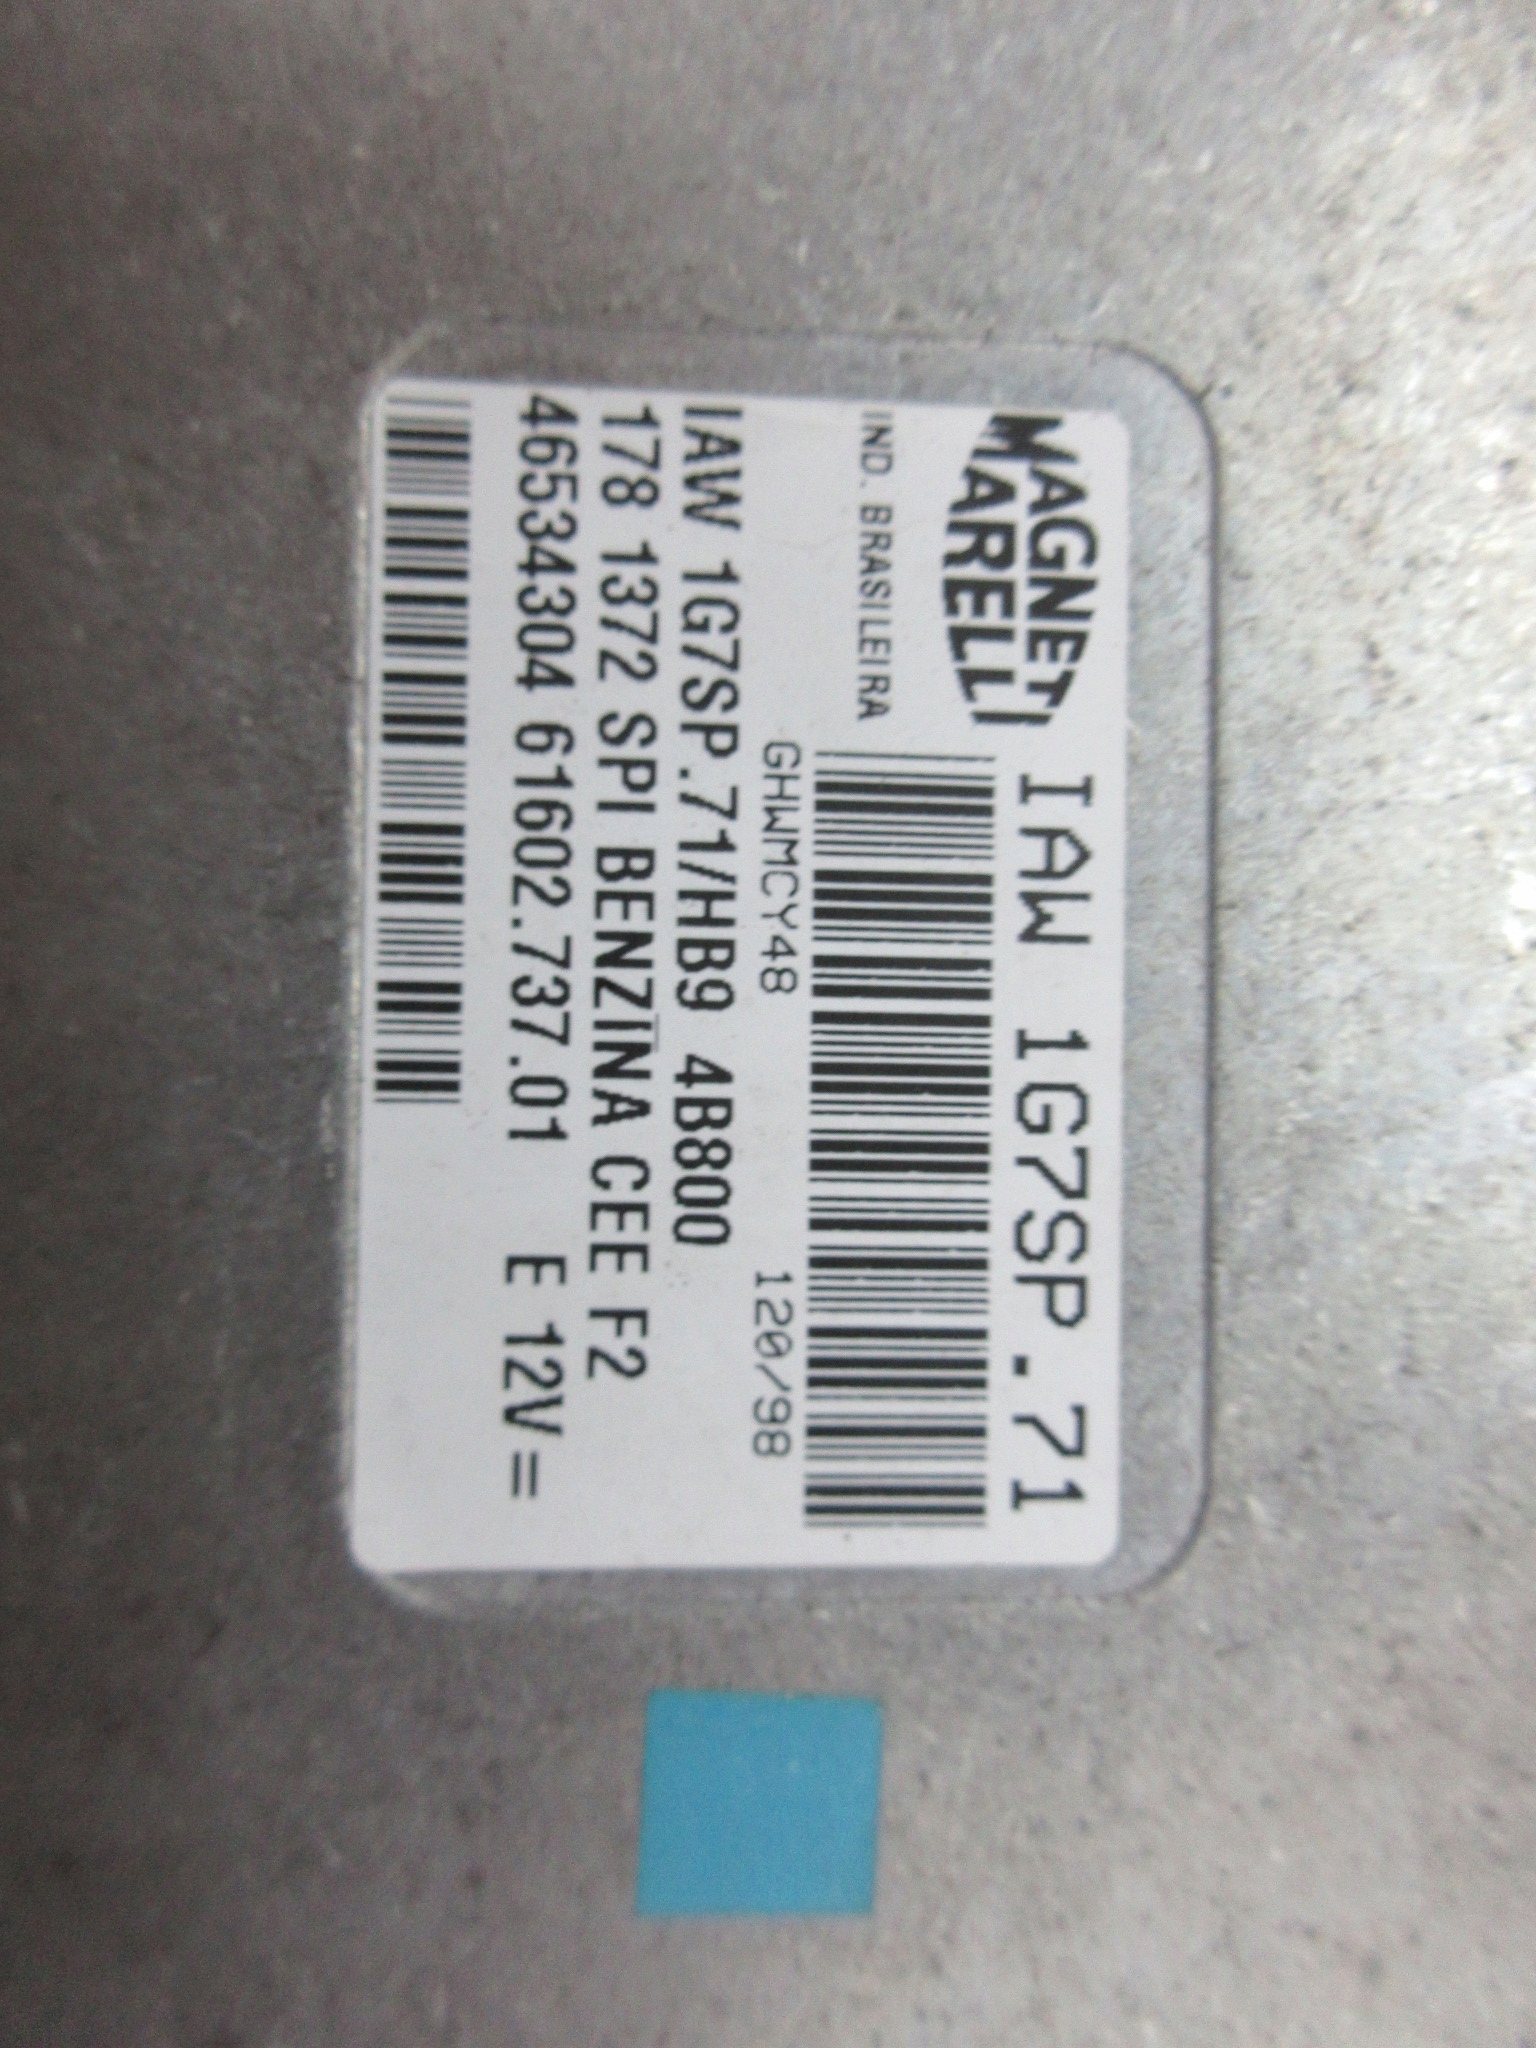 MAGNETI
MARELLI
IAW 1G7SP.71
IND. BRASILEIRA
GHWMCY48 120/98
IAW 1G7SP.71/HB9 4B800
178 1372 SPI BENZINA CEE F2
46534304 61602.737.01 E 12V =